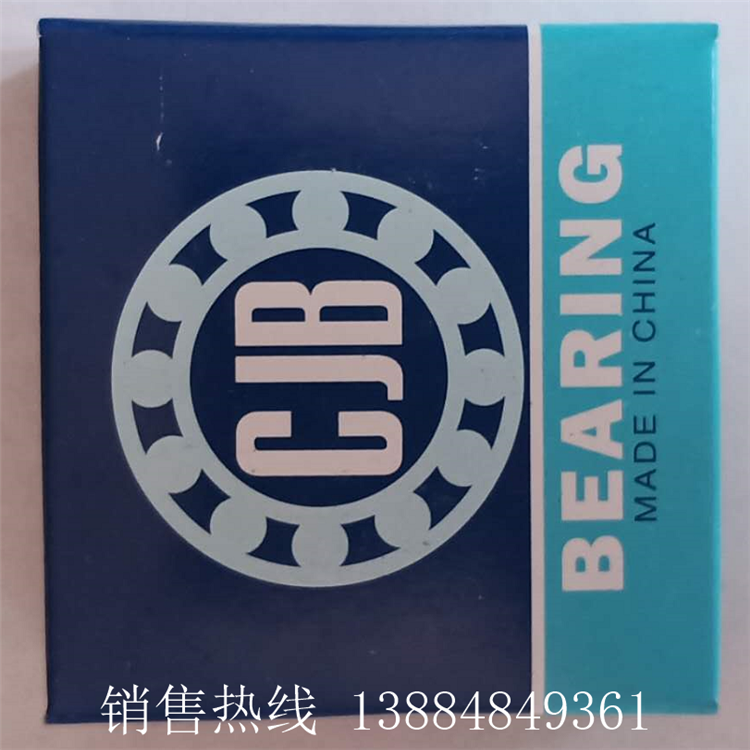 CJB
BEARING
MADE IN CHINA
销售热线 13884849361